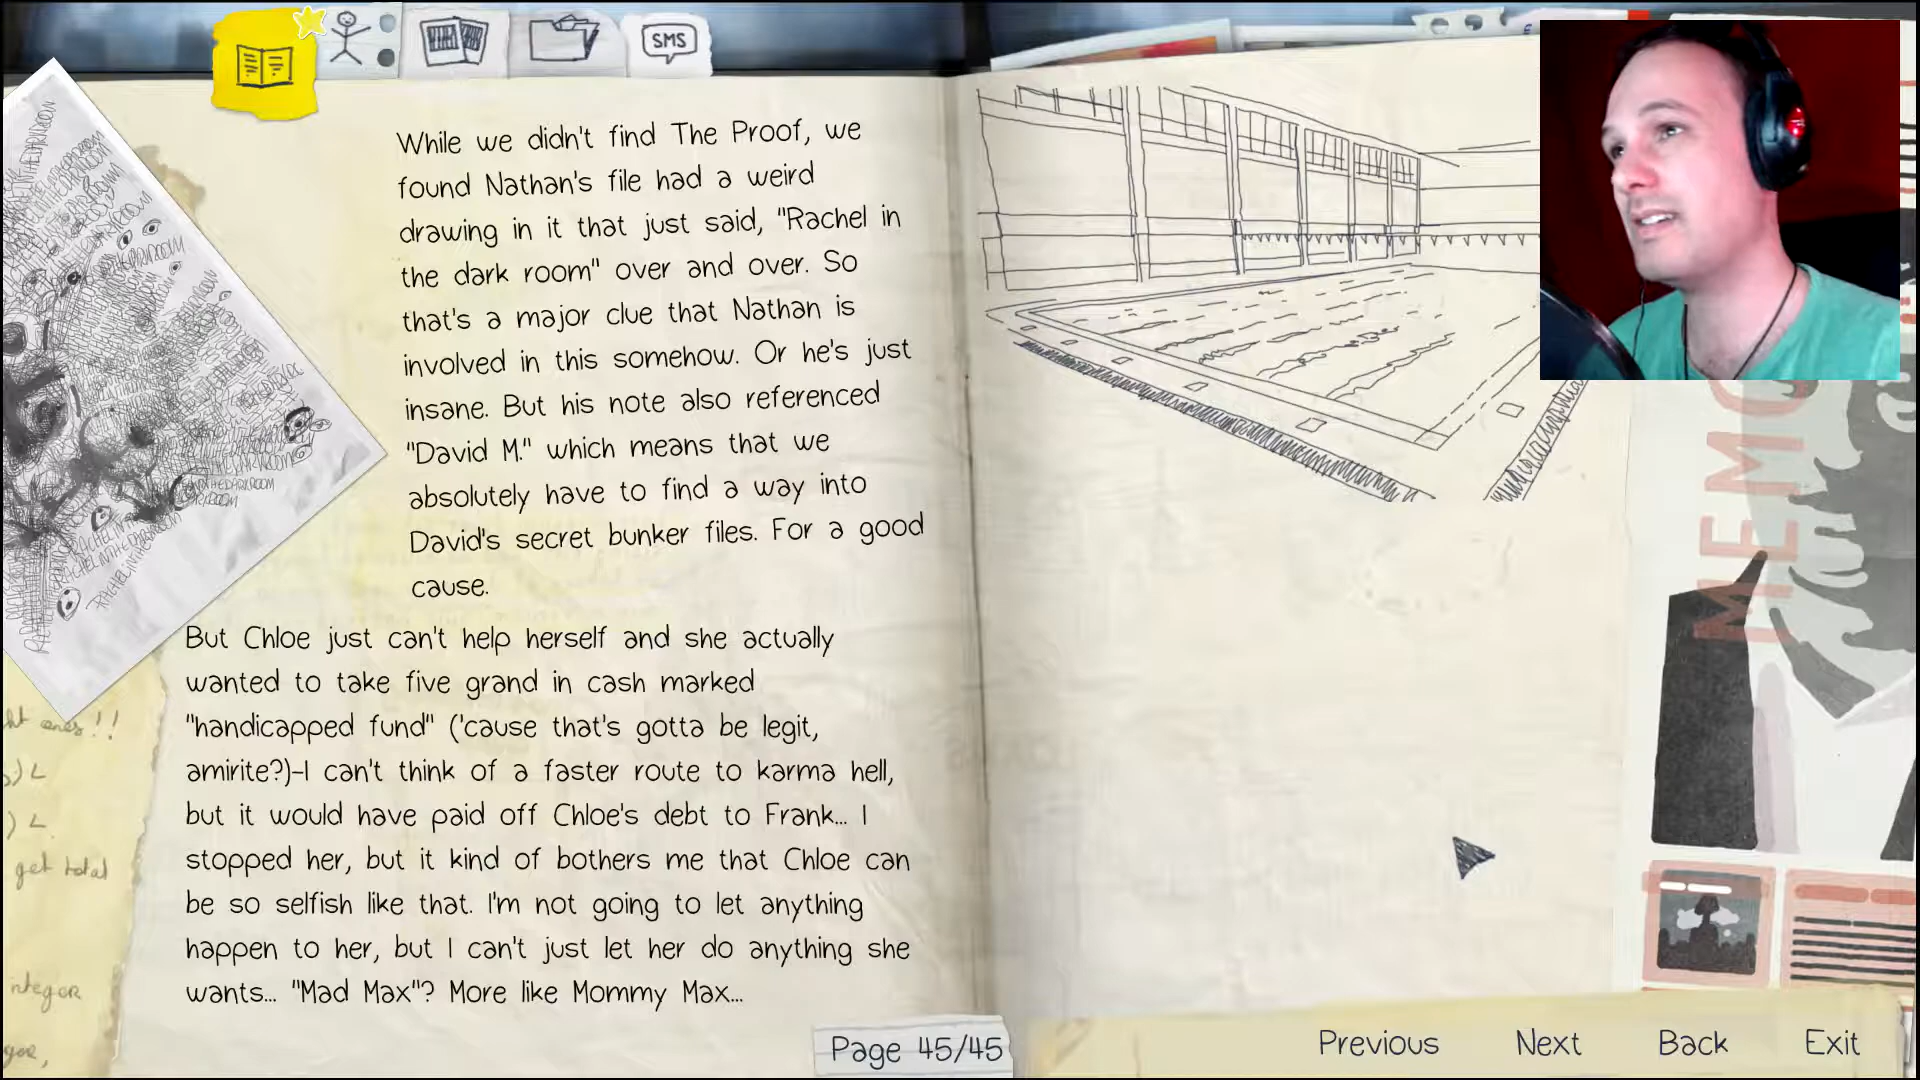 SMS
While we didn't find The Proof, we
found Nathan's file had a weird
drawing in it that just said, "Rachel in
the dark room" over and over. So
that's a major clue that Nathan is
involved in this somehow. Or he's just
insane. But his note also referenced
"David M." which means that we
absolutely have to find a way into
David's secret bunker files. For a good
cause.
But Chloe just can't help herself and she actually
wanted to take five grand in cash marked
"handicapped fund" ('cause that's gotta be legit,
amirite?)-I can't think of a faster route to karma hell,
but it would have paid off Chloe's debt to Frank... I
stopped her, but it kind of bothers me that Chloe can
be so selfish like that. I'm not going to let anything
happen to her, but I can't just let her do anything she
wants... "Mad Max"? More like Mommy Max...
get total
Page 45/45
Previous Next Back Exit